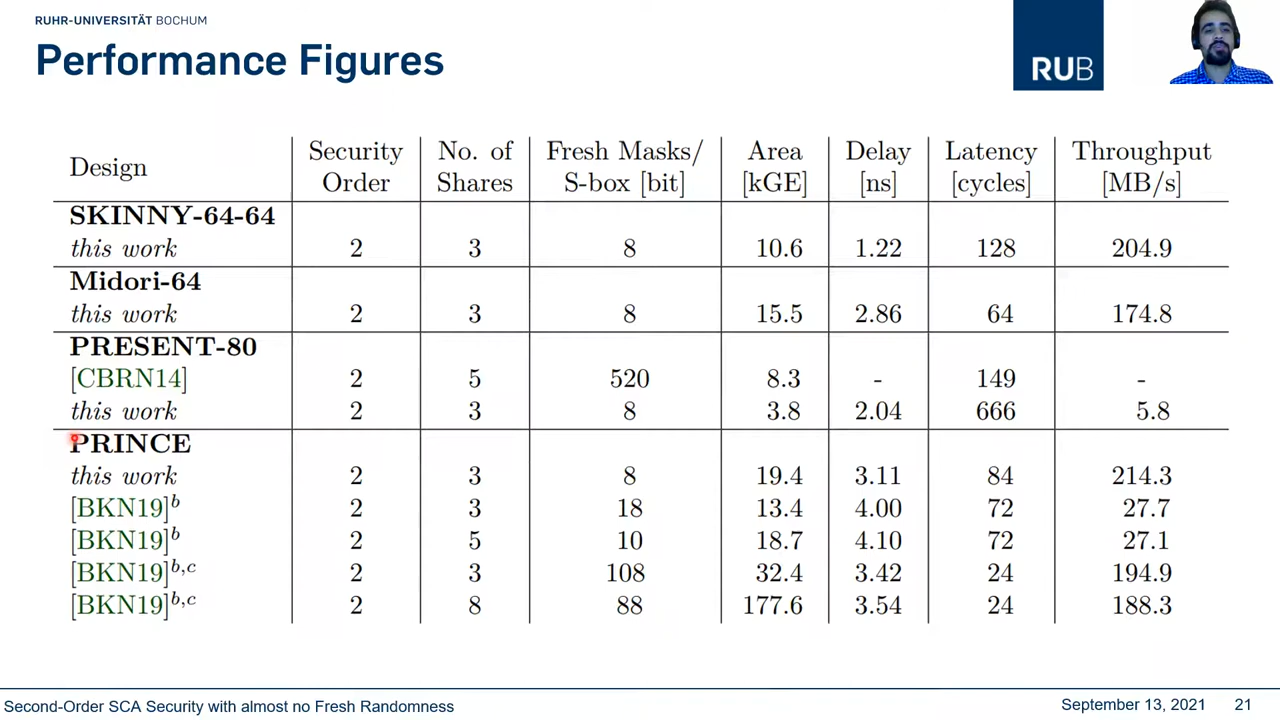 RUHR-UNIVERSITÄT BOCHUM
Performance Figures
RUB
Design Security Order No. of Shares Fresh Masks/ S-box [bit] Area [kGE] Delay [ns] Latency [cycles] Throughput [MB/s]
SKINNY-64-64
this work 2 3 8 10.6 1.22 128 204.9
Midori-64
this work 2 3 8 15.5 2.86 64 174.8
PRESENT-80
[CBRN14] 2 5 520 8.3 - 149 -
this work 2 3 8 3.8 2.04 666 5.8
PRINCE
this work 2 3 8 19.4 3.11 84 214.3
[BKN19]b 2 3 18 13.4 4.00 72 27.7
[BKN19]b 2 5 10 18.7 4.10 72 27.1
[BKN19]b,c 2 3 108 32.4 3.42 24 194.9
[BKN19]b,c 2 8 88 177.6 3.54 24 188.3
Second-Order SCA Security with almost no Fresh Randomness
September 13, 2021 21